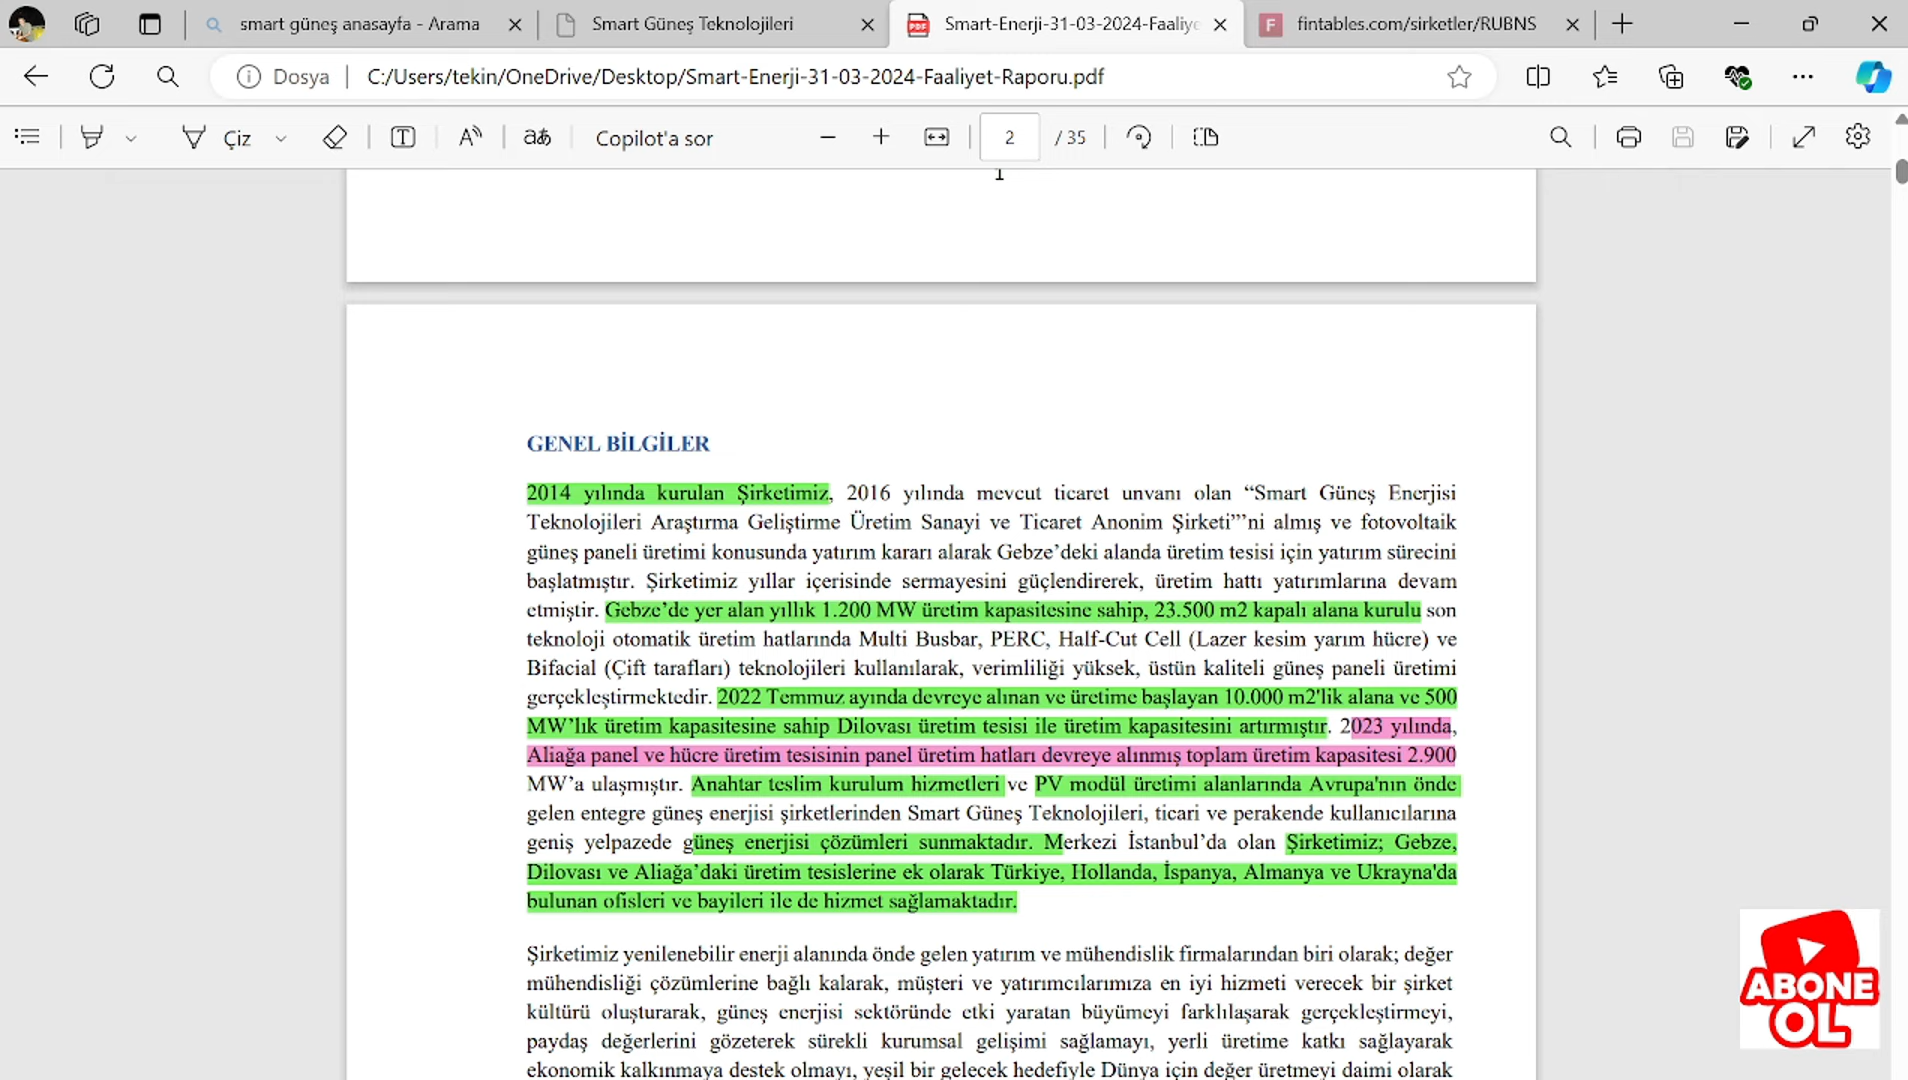 smart güneş anasayfa - Arama
Smart Güneş Teknolojileri
Smart-Enerji-31-03-2024-Faaliye
fintables.com/sirketler/RUBNS
Dosya
C:/Users/tekin/OneDrive/Desktop/Smart-Enerji-31-03-2024-Faaliyet-Raporu.pdf
Çiz
Copilot'a sor
2 / 35
1
GENEL BİLGİLER
2014 yılında kurulan Şirketimiz, 2016 yılında mevcut ticaret unvanı olan “Smart Güneş Enerjisi
Teknolojileri Araştırma Geliştirme Üretim Sanayi ve Ticaret Anonim Şirketi”’ni almış ve fotovoltaik
güneş paneli üretimi konusunda yatırım kararı alarak Gebze’deki alanda üretim tesisi için yatırım sürecini
başlatmıştır. Şirketimiz yıllar içerisinde sermayesini güçlendirerek, üretim hattı yatırımlarına devam
etmiştir. Gebze’de yer alan yıllık 1.200 MW üretim kapasitesine sahip, 23.500 m2 kapalı alana kurulu son
teknoloji otomatik üretim hatlarında Multi Busbar, PERC, Half-Cut Cell (Lazer kesim yarım hücre) ve
Bifacial (Çift tarafları) teknolojileri kullanılarak, verimliliği yüksek, üstün kaliteli güneş paneli üretimi
gerçekleştirmektedir. 2022 Temmuz ayında devreye alınan ve üretime başlayan 10.000 m2'lik alana ve 500
MW’lık üretim kapasitesine sahip Dilovası üretim tesisi ile üretim kapasitesini artırmıştır. 2023 yılında,
Aliağa panel ve hücre üretim tesisinin panel üretim hatları devreye alınmış toplam üretim kapasitesi 2.900
MW’a ulaşmıştır. Anahtar teslim kurulum hizmetleri ve PV modül üretimi alanlarında Avrupa'nın önde
gelen entegre güneş enerjisi şirketlerinden Smart Güneş Teknolojileri, ticari ve perakende kullanıcılarına
geniş yelpazede güneş enerjisi çözümleri sunmaktadır. Merkezi İstanbul’da olan Şirketimiz; Gebze,
Dilovası ve Aliağa’daki üretim tesislerine ek olarak Türkiye, Hollanda, İspanya, Almanya ve Ukrayna'da
bulunan ofisleri ve bayileri ile de hizmet sağlamaktadır.
Şirketimiz yenilenebilir enerji alanında önde gelen yatırım ve mühendislik firmalarından biri olarak; değer
mühendisliği çözümlerine bağlı kalarak, müşteri ve yatırımcılarımıza en iyi hizmeti verecek bir şirket
kültürü oluşturarak, güneş enerjisi sektöründe etki yaratan büyümeyi farklılaşarak gerçekleştirmeyi,
paydaş değerlerini gözeterek sürekli kurumsal gelişimi sağlamayı, yerli üretime katkı sağlayarak
ekonomik kalkınmaya destek olmayı, yeşil bir gelecek hedefiyle Dünya için değer üretmeyi daimi olarak
ABONE
OL